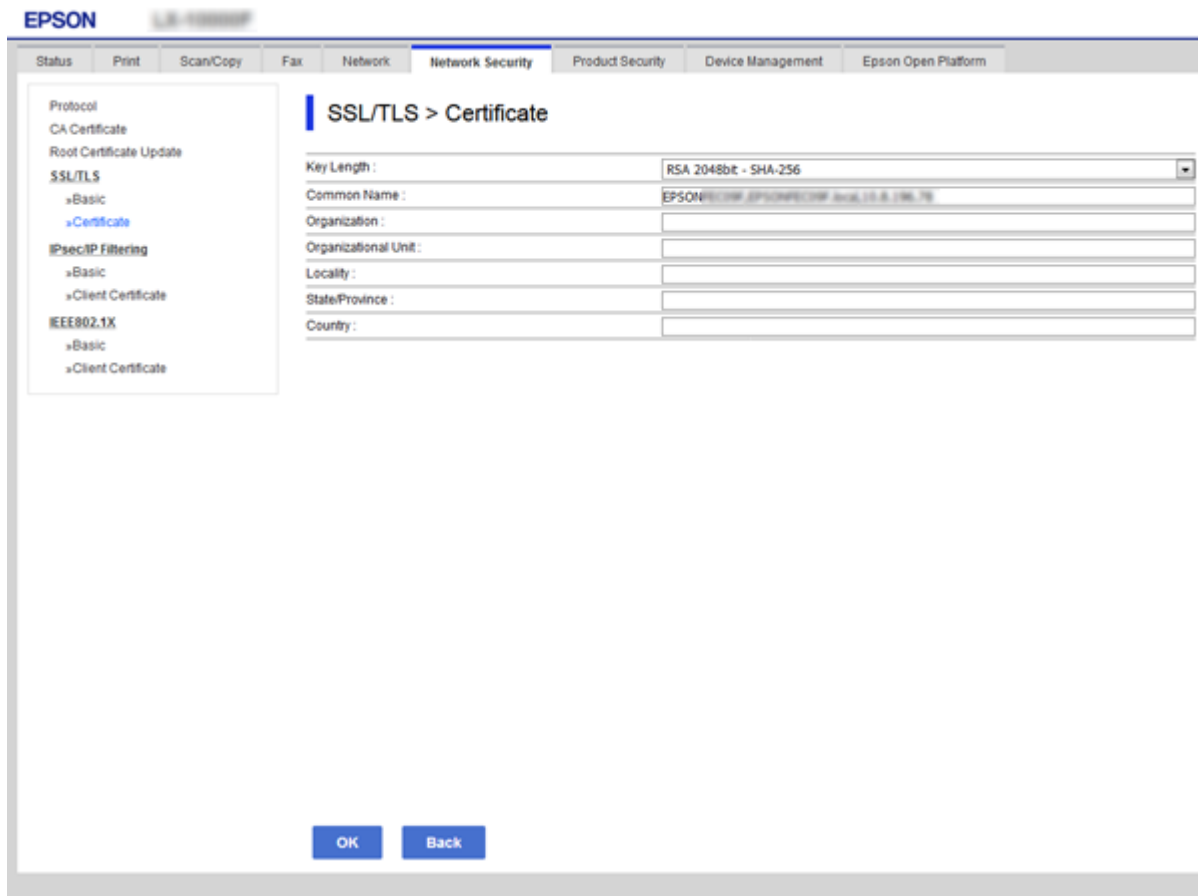 EPSON
Status Print Scan/Copy Fax Network Network Security Product Security Device Management Epson Open Platform
Protocol
CA Certificate
Root Certificate Update
SSL/TLS
»Basic
»Certificate
IPsec/IP Filtering
»Basic
»Client Certificate
IEEE802.1X
»Basic
»Client Certificate
SSL/TLS > Certificate
Key Length : RSA 2048bit - SHA-256
Common Name : EPSON
Organization :
Organizational Unit :
Locality :
State/Province :
Country :
OK Back